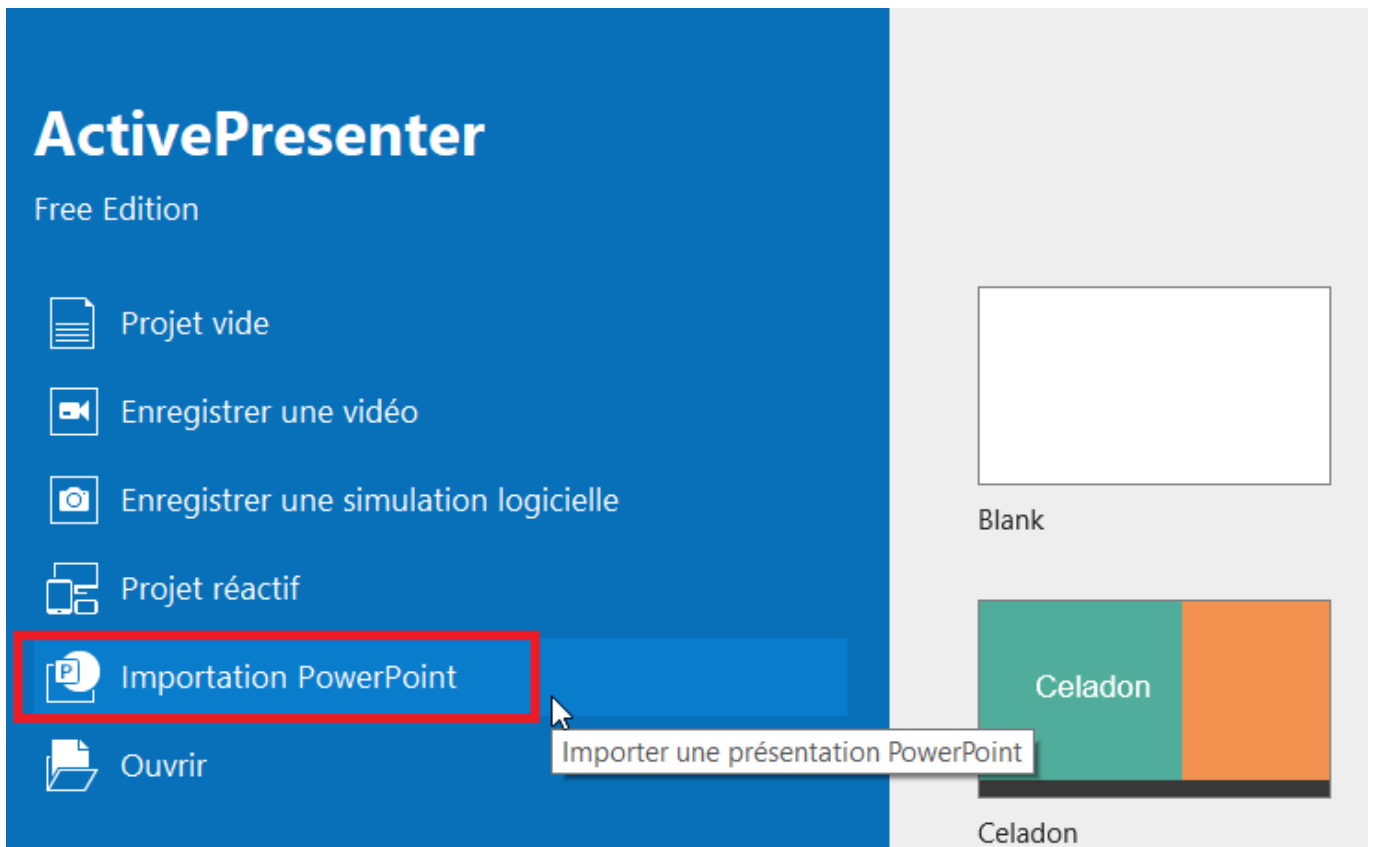 ActivePresenter
Free Edition
Projet vide
Enregistrer une vidéo
Enregistrer une simulation logicielle
Projet réactif
Importation PowerPoint
Importer une présentation PowerPoint
Ouvrir
Blank
Celadon
Celadon